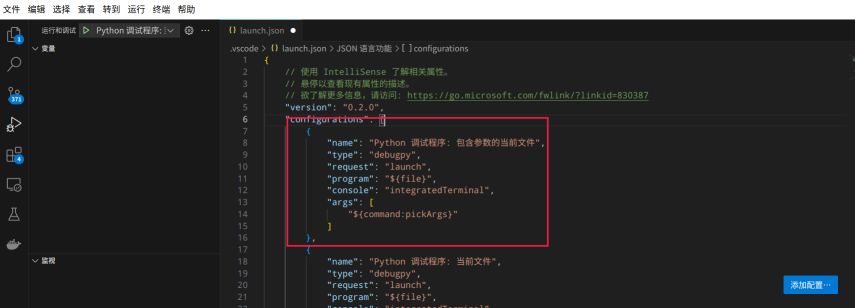 文件 编辑 选择 查看 转到 运行 终端 帮助
运行和调试 Python 调试程序: ···
launch.json
变量
.vscode > launch.json > JSON 语言功能 > [ ] configurations
1 {
2 // 使用 IntelliSense 了解相关属性。
3 // 悬停以查看现有属性的描述。
4 // 欲了解更多信息，请访问: https://go.microsoft.com/fwlink/?linkid=830387
5 "version": "0.2.0",
6 "configurations": [
7 {
8 "name": "Python 调试程序: 包含参数的当前文件",
9 "type": "debugpy",
10 "request": "launch",
11 "program": "${file}",
12 "console": "integratedTerminal",
13 "args": [
14 "${command:pickArgs}"
15 ]
16 },
17 {
18 "name": "Python 调试程序: 当前文件",
19 "type": "debugpy",
20 "request": "launch",
21 "program": "${file}",
22 "console": "integratedTerminal"
1
371
4
监视
添加配置···